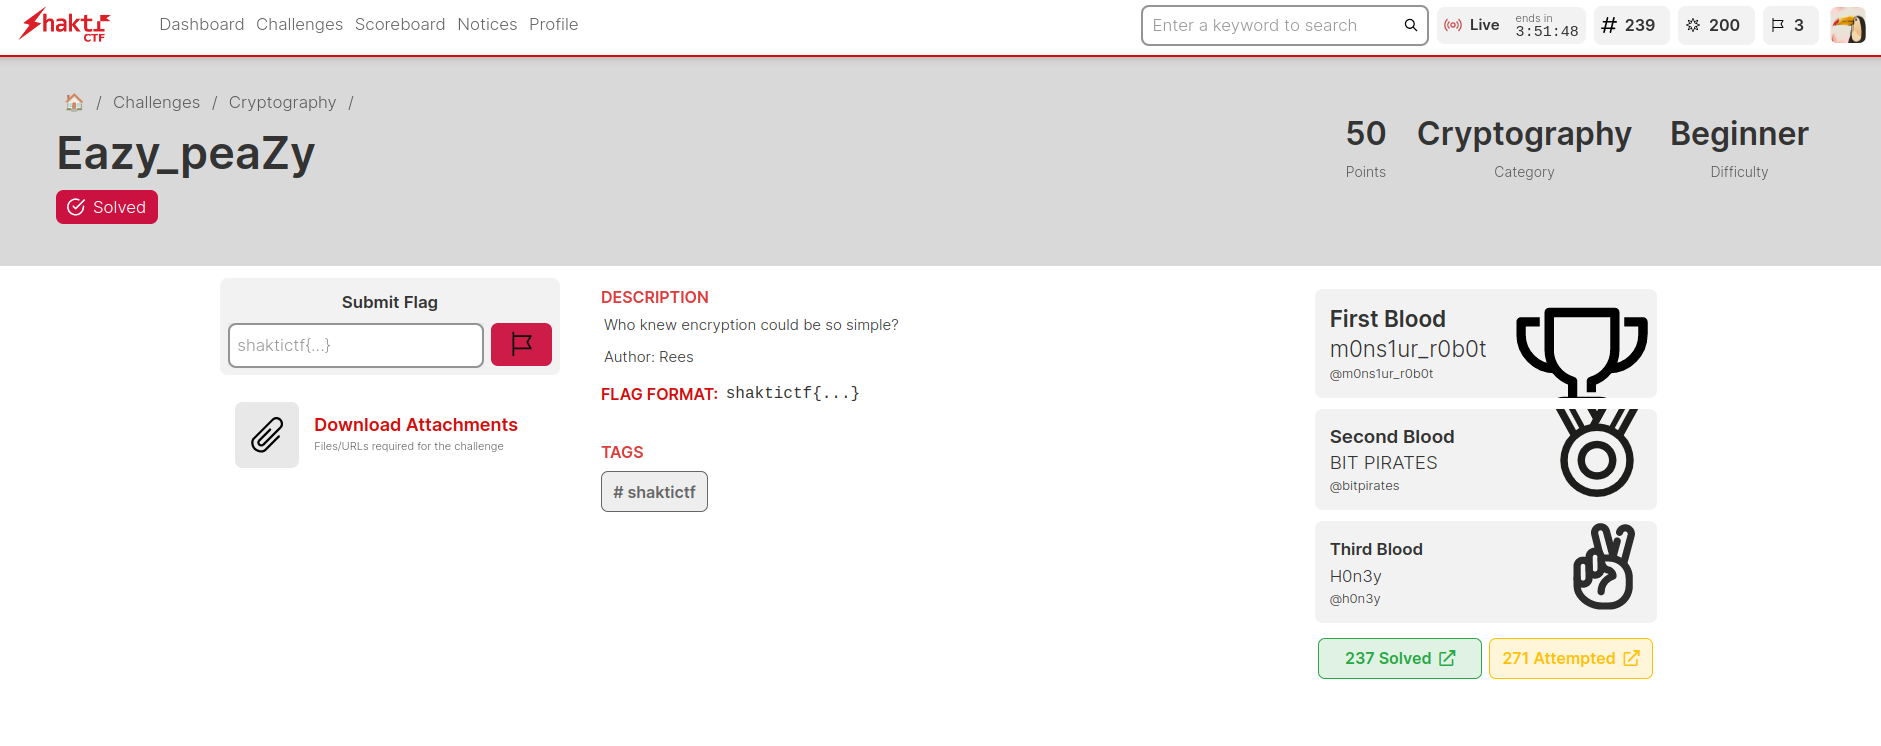 Shakti CTF
Dashboard Challenges Scoreboard Notices Profile
Enter a keyword to search
Live ends in 3:51:48
# 239
200
3
/ Challenges / Cryptography /
Eazy_peaZy
Solved
50 Cryptography Beginner
Points Category Difficulty
Submit Flag
shaktictf{...}
Download Attachments
Files/URLs required for the challenge
DESCRIPTION
Who knew encryption could be so simple?
Author: Rees
FLAG FORMAT: shaktictf{...}
TAGS
# shaktictf
First Blood
m0ns1ur_r0b0t
@m0ns1ur_r0b0t
Second Blood
BIT PIRATES
@bitpirates
Third Blood
H0n3y
@h0n3y
237 Solved 271 Attempted